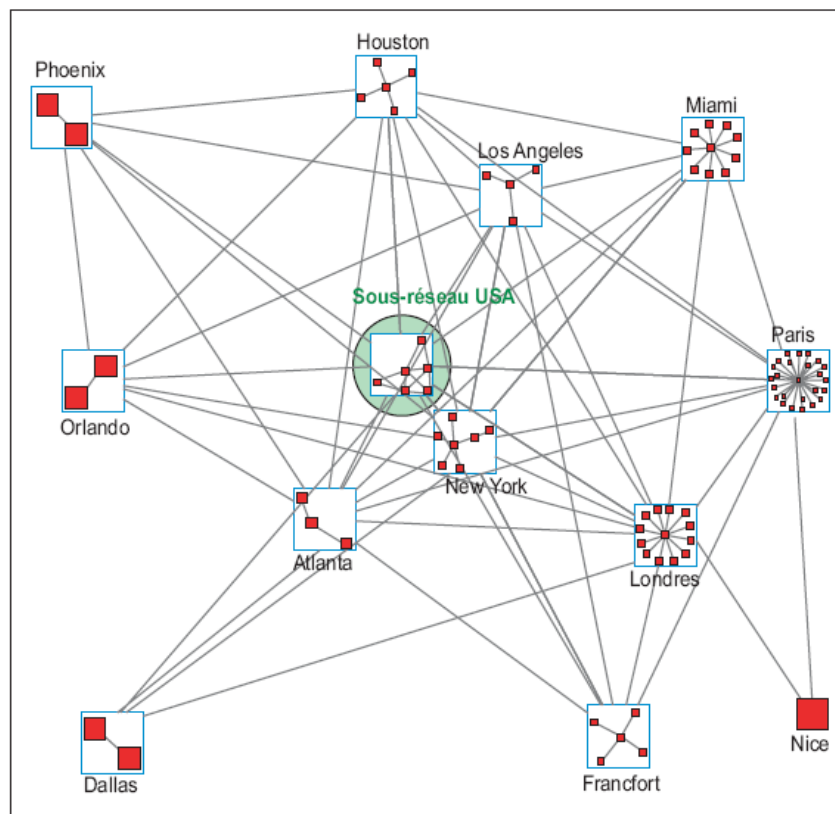 Houston
Phoenix
Miami
Los Angeles
Sous-réseau USA
Paris
Orlando
New York
Atlanta
Londres
Nice
Dallas
Francfort